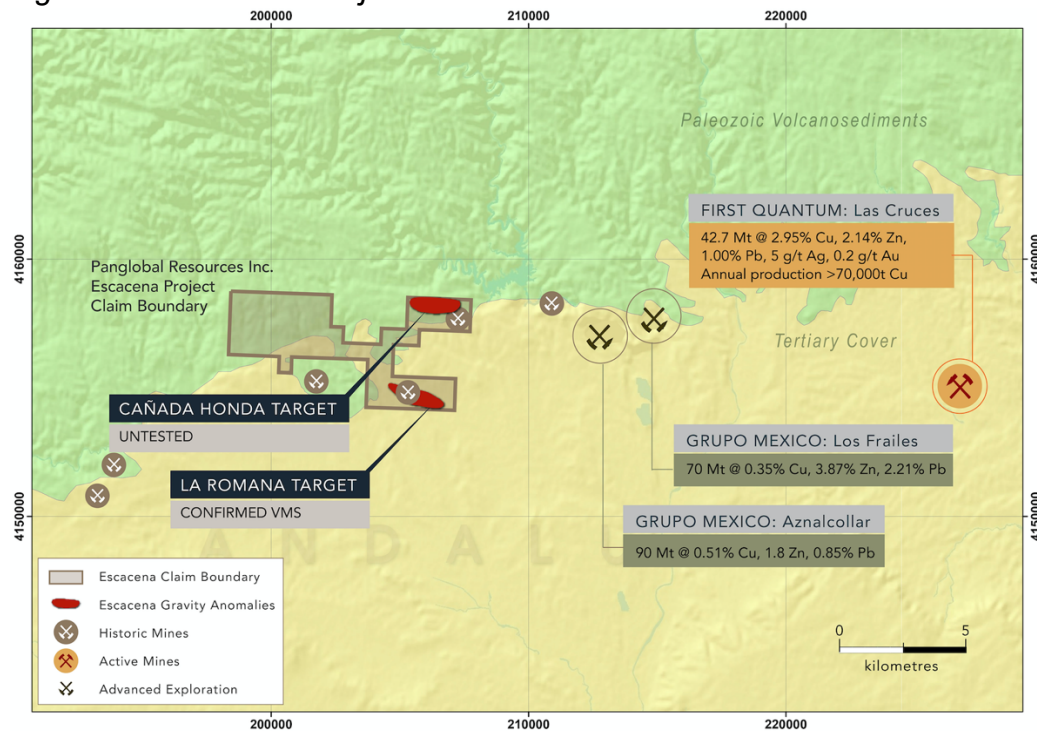 200000
210000
220000
Paleozoic Volcanosediments
FIRST QUANTUM: Las Cruces
42.7 Mt @ 2.95% Cu, 2.14% Zn,
1.00% Pb, 5 g/t Ag, 0.2 g/t Au
Annual production >70,000t Cu
4160000
4160000
Panglobal Resources Inc.
Escacena Project
Claim Boundary
Tertiary Cover
CAÑADA HONDA TARGET
UNTESTED
GRUPO MEXICO: Los Frailes
70 Mt @ 0.35% Cu, 3.87% Zn, 2.21% Pb
LA ROMANA TARGET
CONFIRMED VMS
GRUPO MEXICO: Aznalcollar
90 Mt @ 0.51% Cu, 1.8 Zn, 0.85% Pb
4150000
4150000
Escacena Claim Boundary
Escacena Gravity Anomalies
Historic Mines
Active Mines
Advanced Exploration
0 5
kilometres
200000
210000
220000